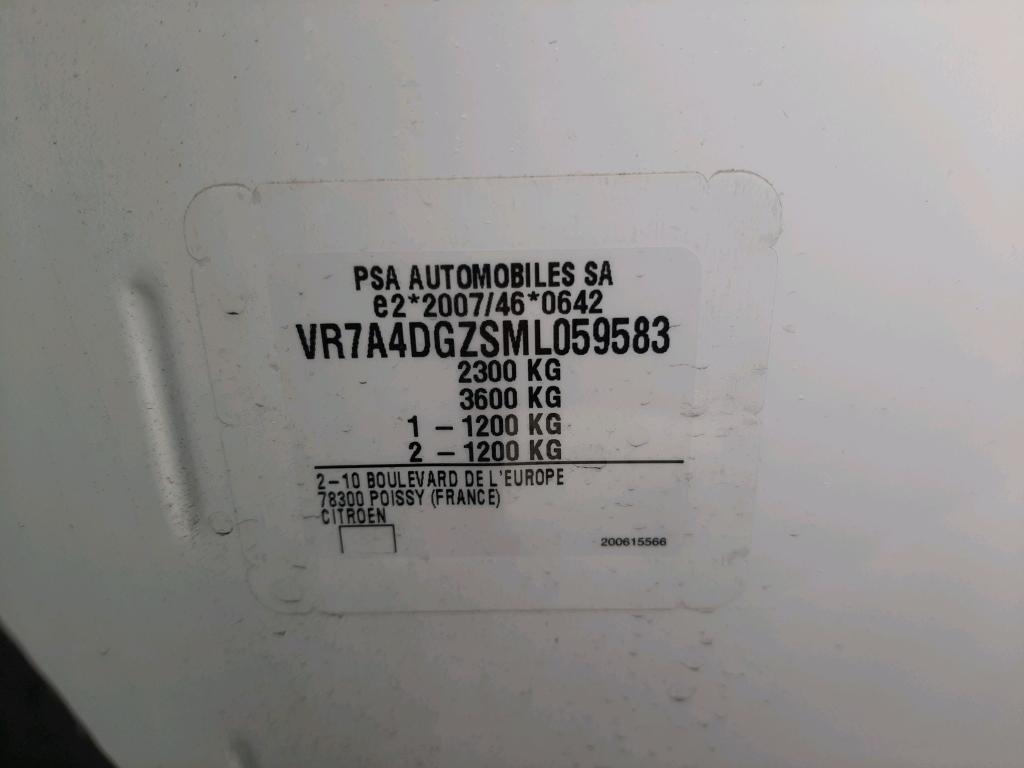 PSA AUTOMOBILES SA
e2*2007/46*0642
VR7A4DGZSML059583
2300 KG
3600 KG
1 - 1200 KG
2 - 1200 KG
2-10 BOULEVARD DE L'EUROPE
78300 POISSY (FRANCE)
CITROEN
200615566